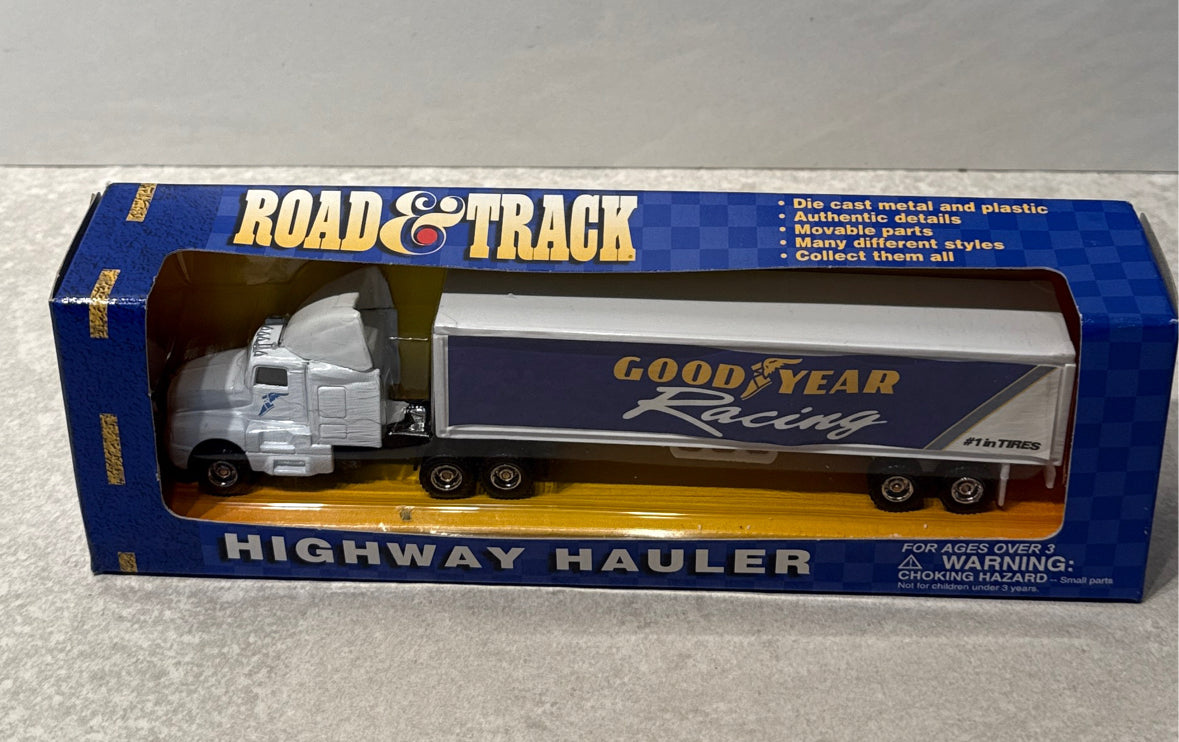 ROAD & TRACK
• Die cast metal and plastic
• Authentic details
• Movable parts
• Many different styles
• Collect them all
GOOD YEAR
Racing
#1 in TIRES
HIGHWAY HAULER
FOR AGES OVER 3
WARNING:
CHOKING HAZARD -- Small parts
Not for children under 3 years.